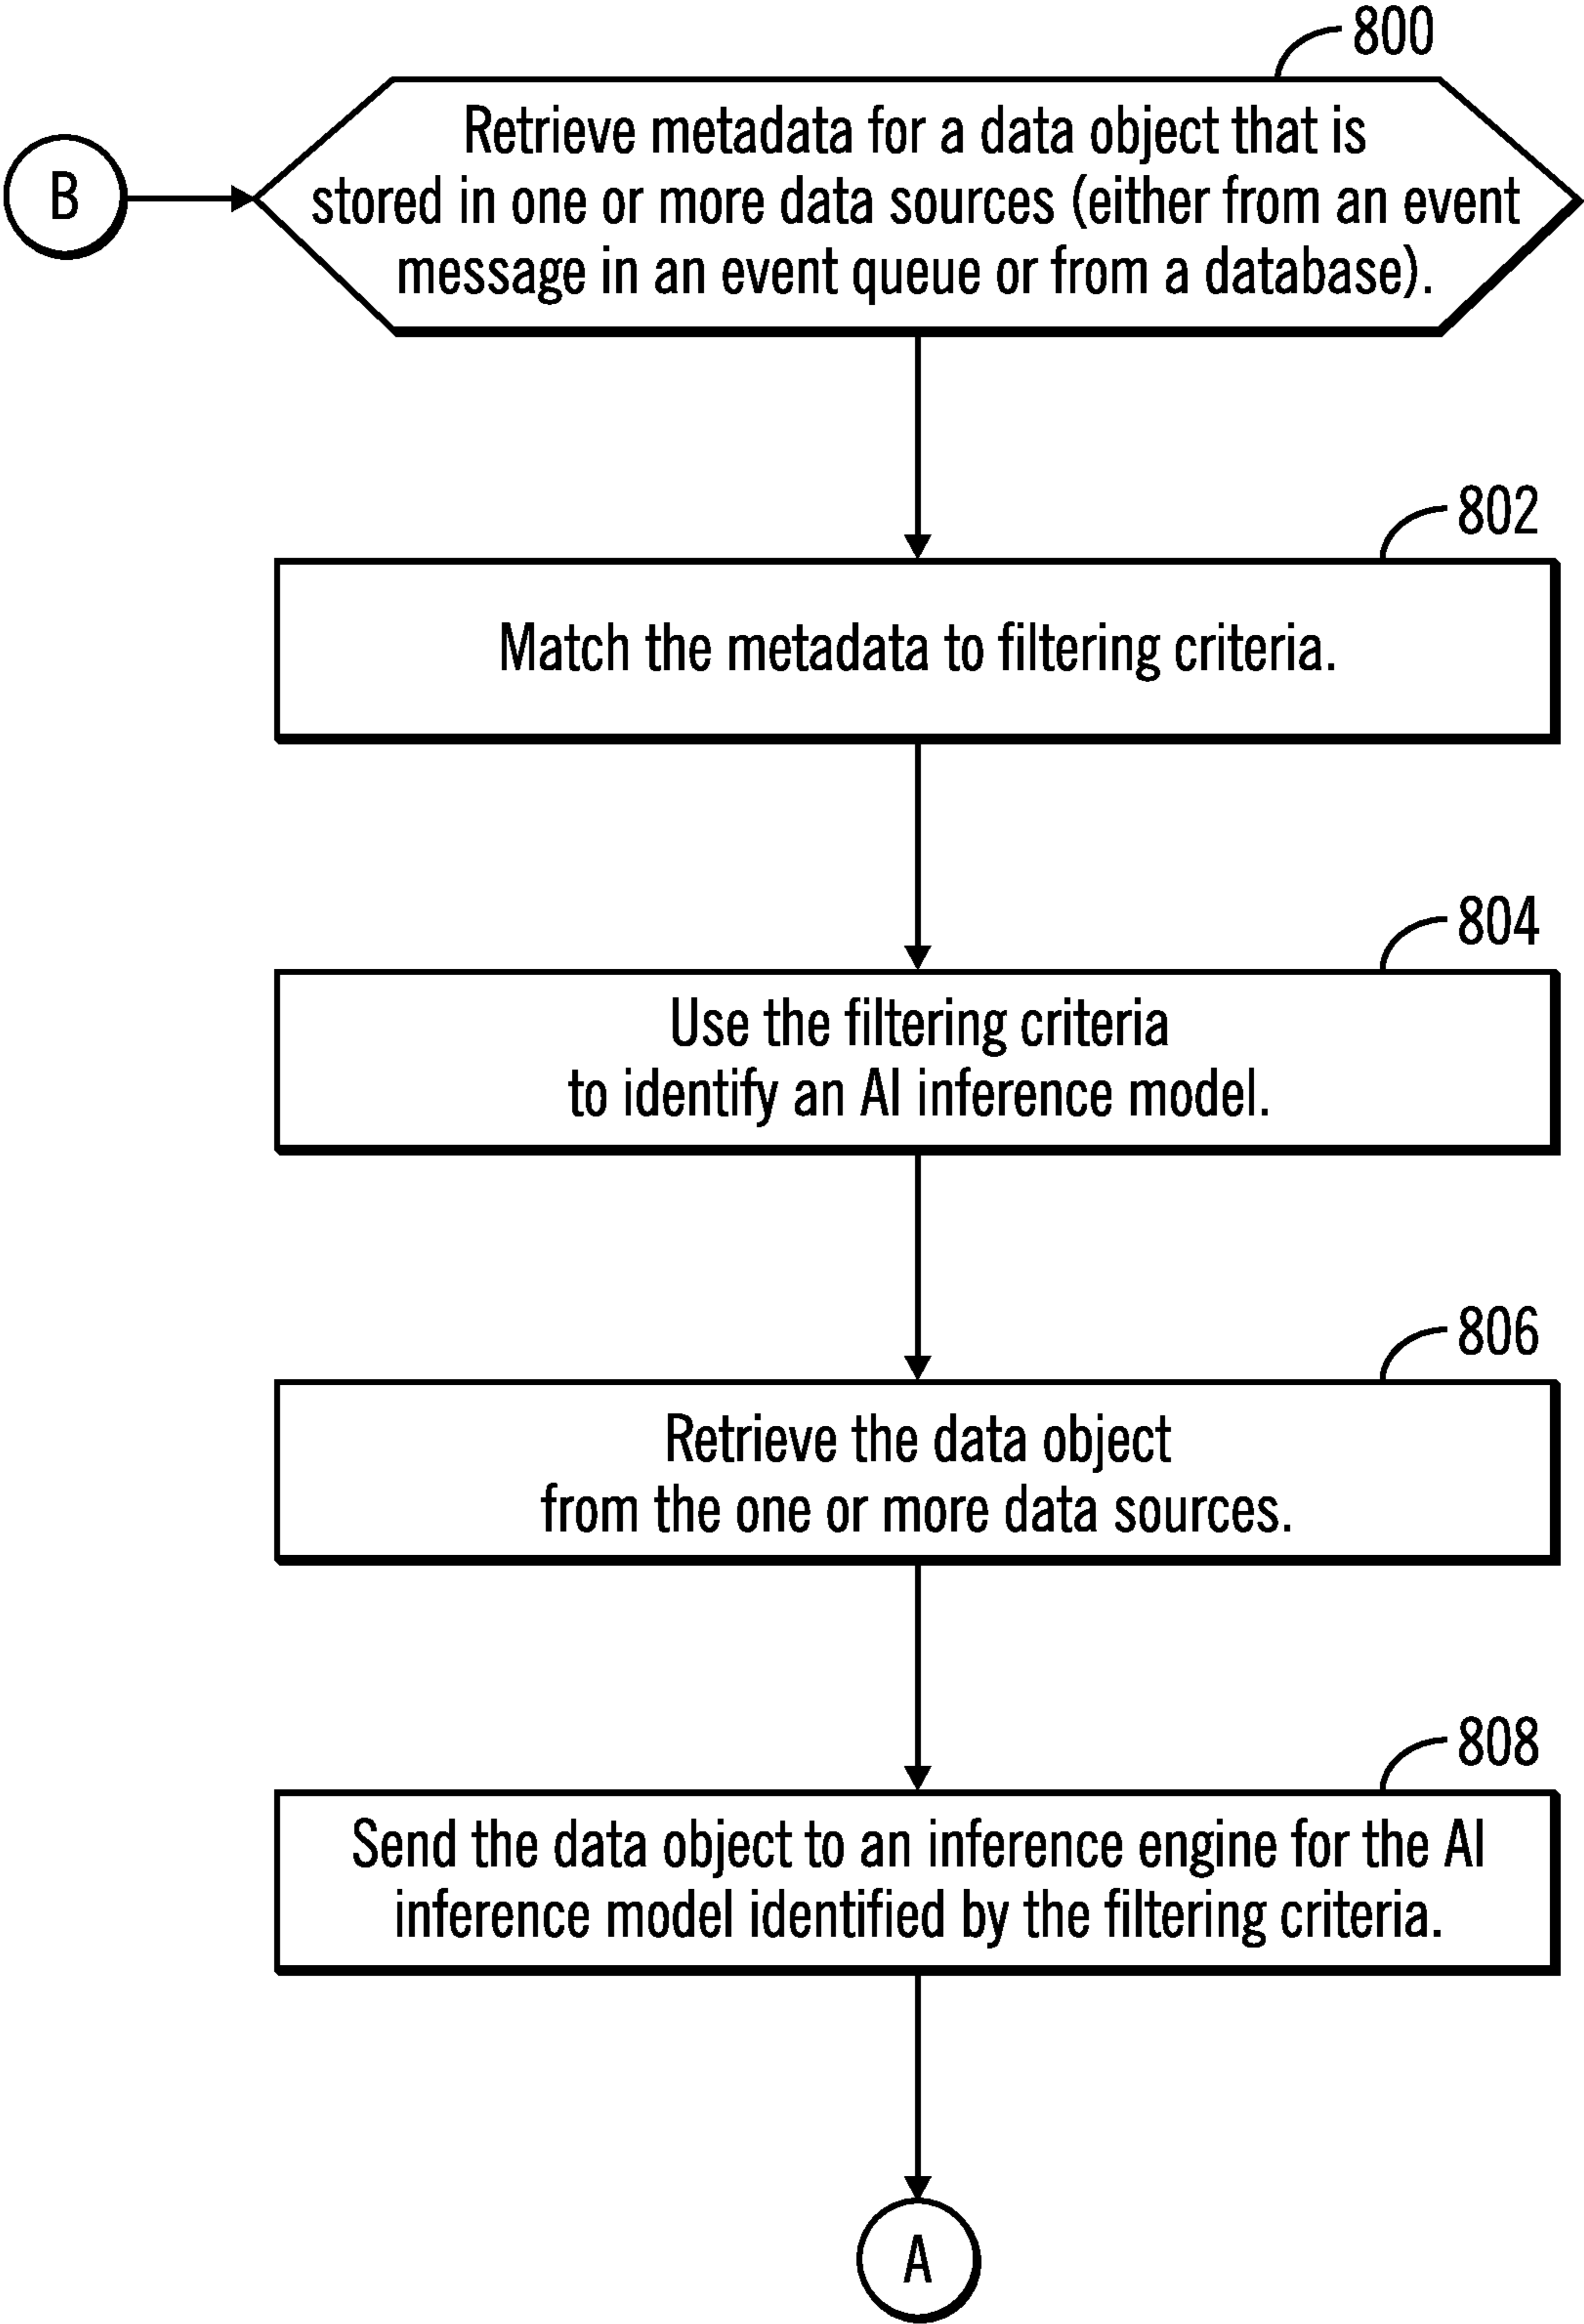 800
B
Retrieve metadata for a data object that is
stored in one or more data sources (either from an event
message in an event queue or from a database).
802
Match the metadata to filtering criteria.
804
Use the filtering criteria
to identify an AI inference model.
806
Retrieve the data object
from the one or more data sources.
808
Send the data object to an inference engine for the AI
inference model identified by the filtering criteria.
A